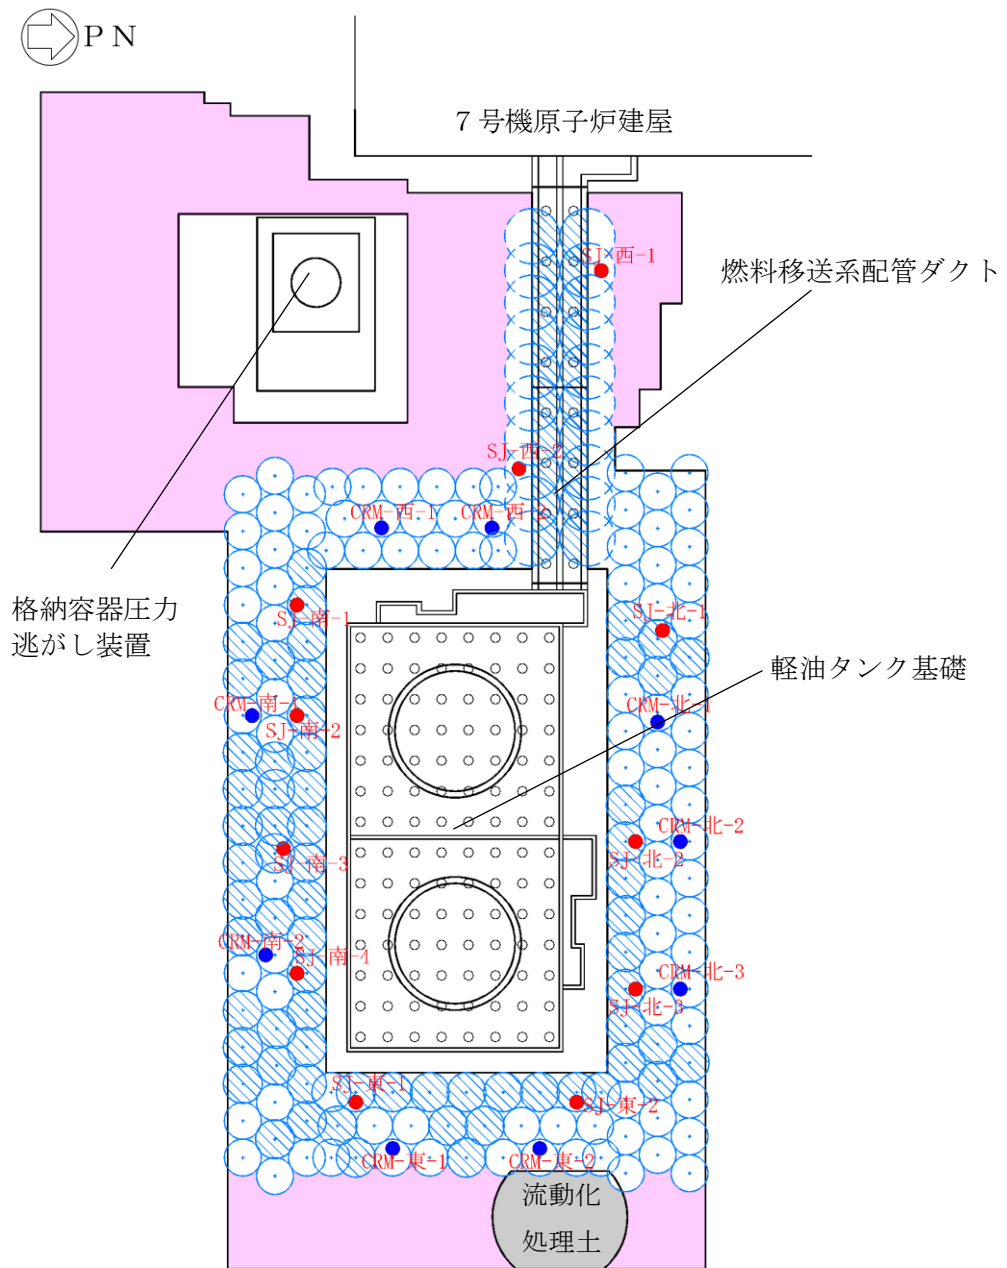 ＰＮ
７号機原子炉建屋
SJ-西-1
燃料移送系配管ダクト
SJ-西-2
CRM-西-1
CRM-西-2
格納容器圧力
逃がし装置
SJ-南-1
SJ-北-1
軽油タンク基礎
CRM-南-1
SJ-南-2
CRM-北-1
CRM-北-2
SJ-南-3
SJ-北-2
CRM-南-2
SJ-南-4
CRM-北-3
SJ-北-3
SJ-東-1
SJ-東-2
CRM-東-1
CRM-東-2
流動化
処理土